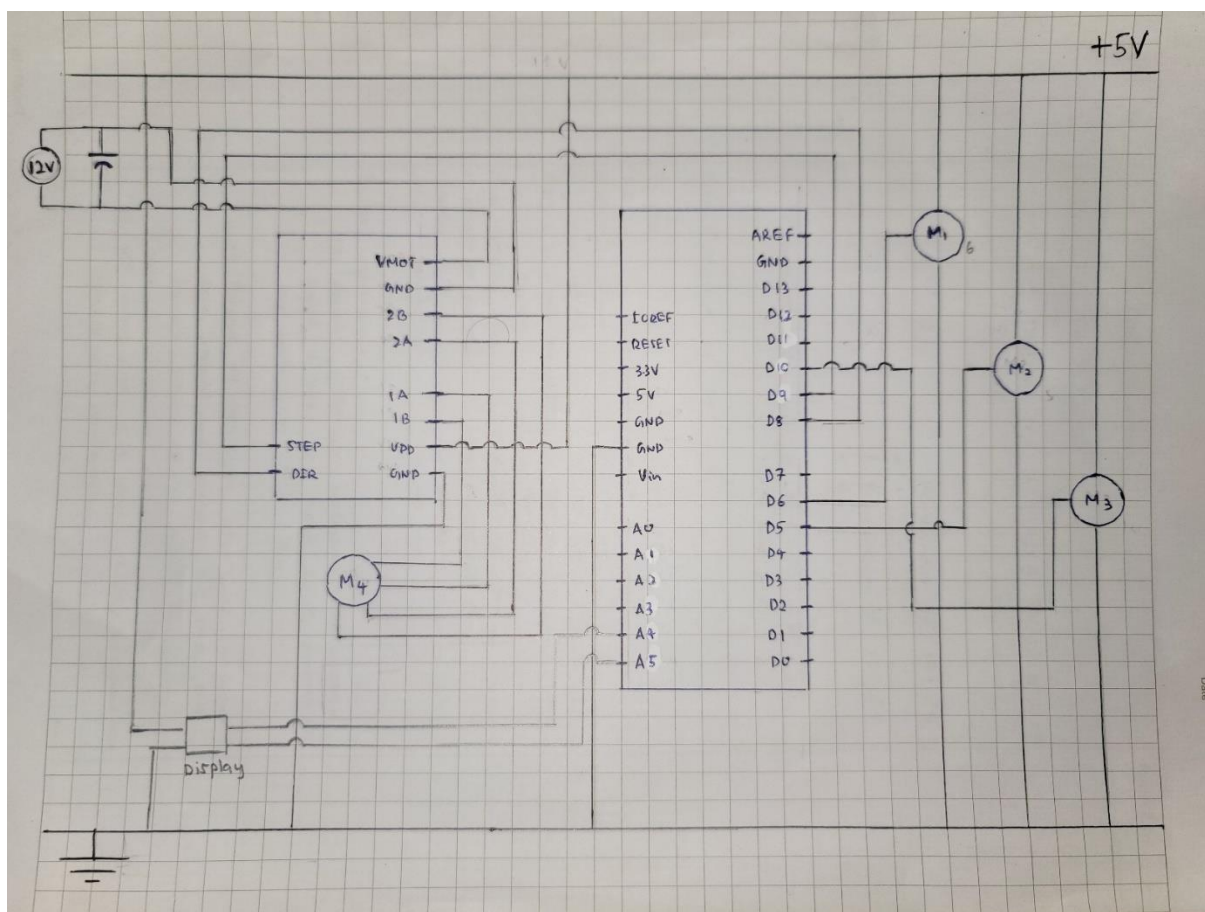 +5V
12V
VMOT
GND
2B
2A
1A
1B
STEP
VDD
DIR
GND
M4
Display
AREF
GND
D13
IOREF
D12
RESET
D11
3.3V
D10
5V
D9
GND
D8
GND
Vin
D7
D6
A0
D5
A1
D4
A2
D3
A3
D2
A4
D1
A5
D0
M1
6
M2
M3
Date